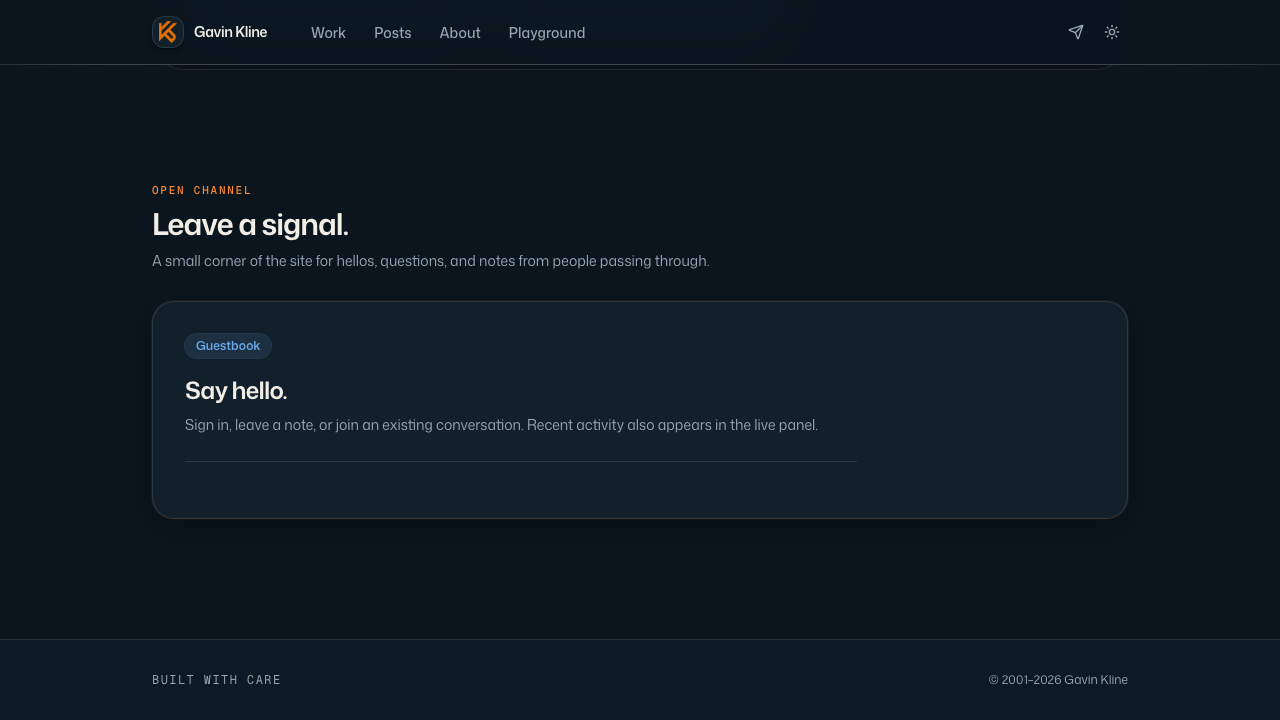 Gavin Kline
Work
Posts
About
Playground
OPEN CHANNEL
Leave a signal.
A small corner of the site for hellos, questions, and notes from people passing through.
Guestbook
Say hello.
Sign in, leave a note, or join an existing conversation. Recent activity also appears in the live panel.
BUILT WITH CARE
© 2001–2026 Gavin Kline